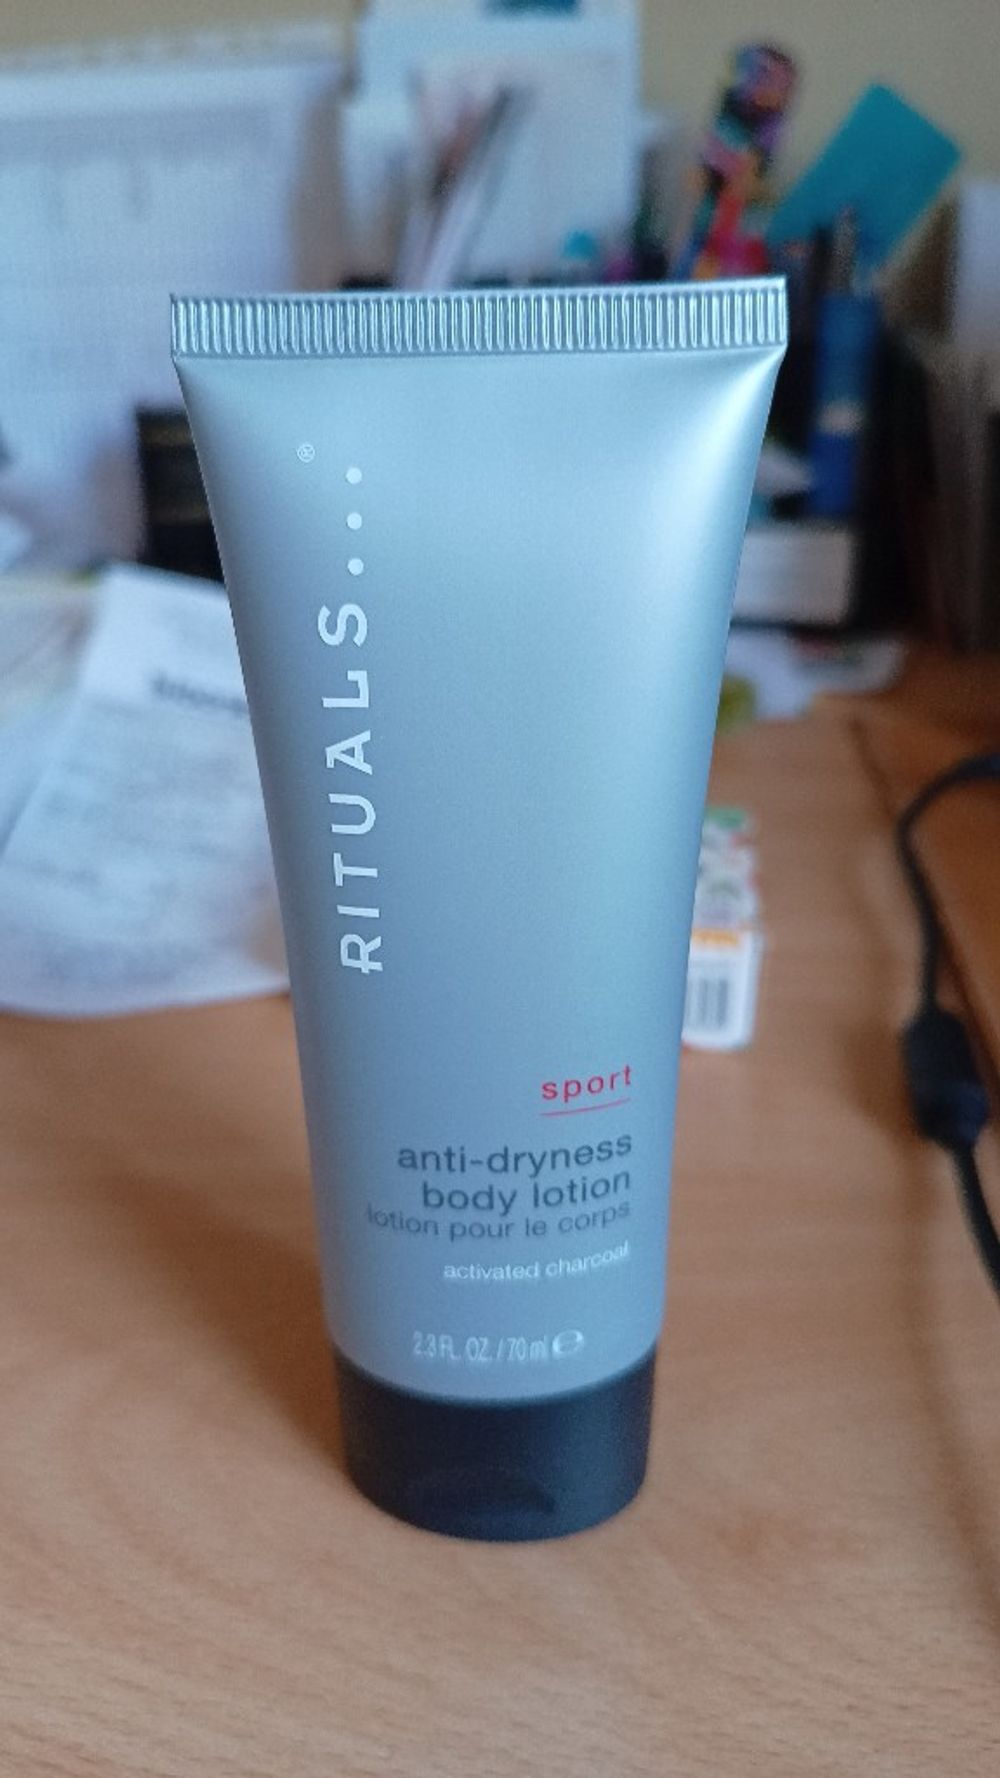 RITUALS...®
sport
anti-dryness
body lotion
lotion pour le corps
activated charcoal
2.3 FL. OZ. / 70 ml ℮